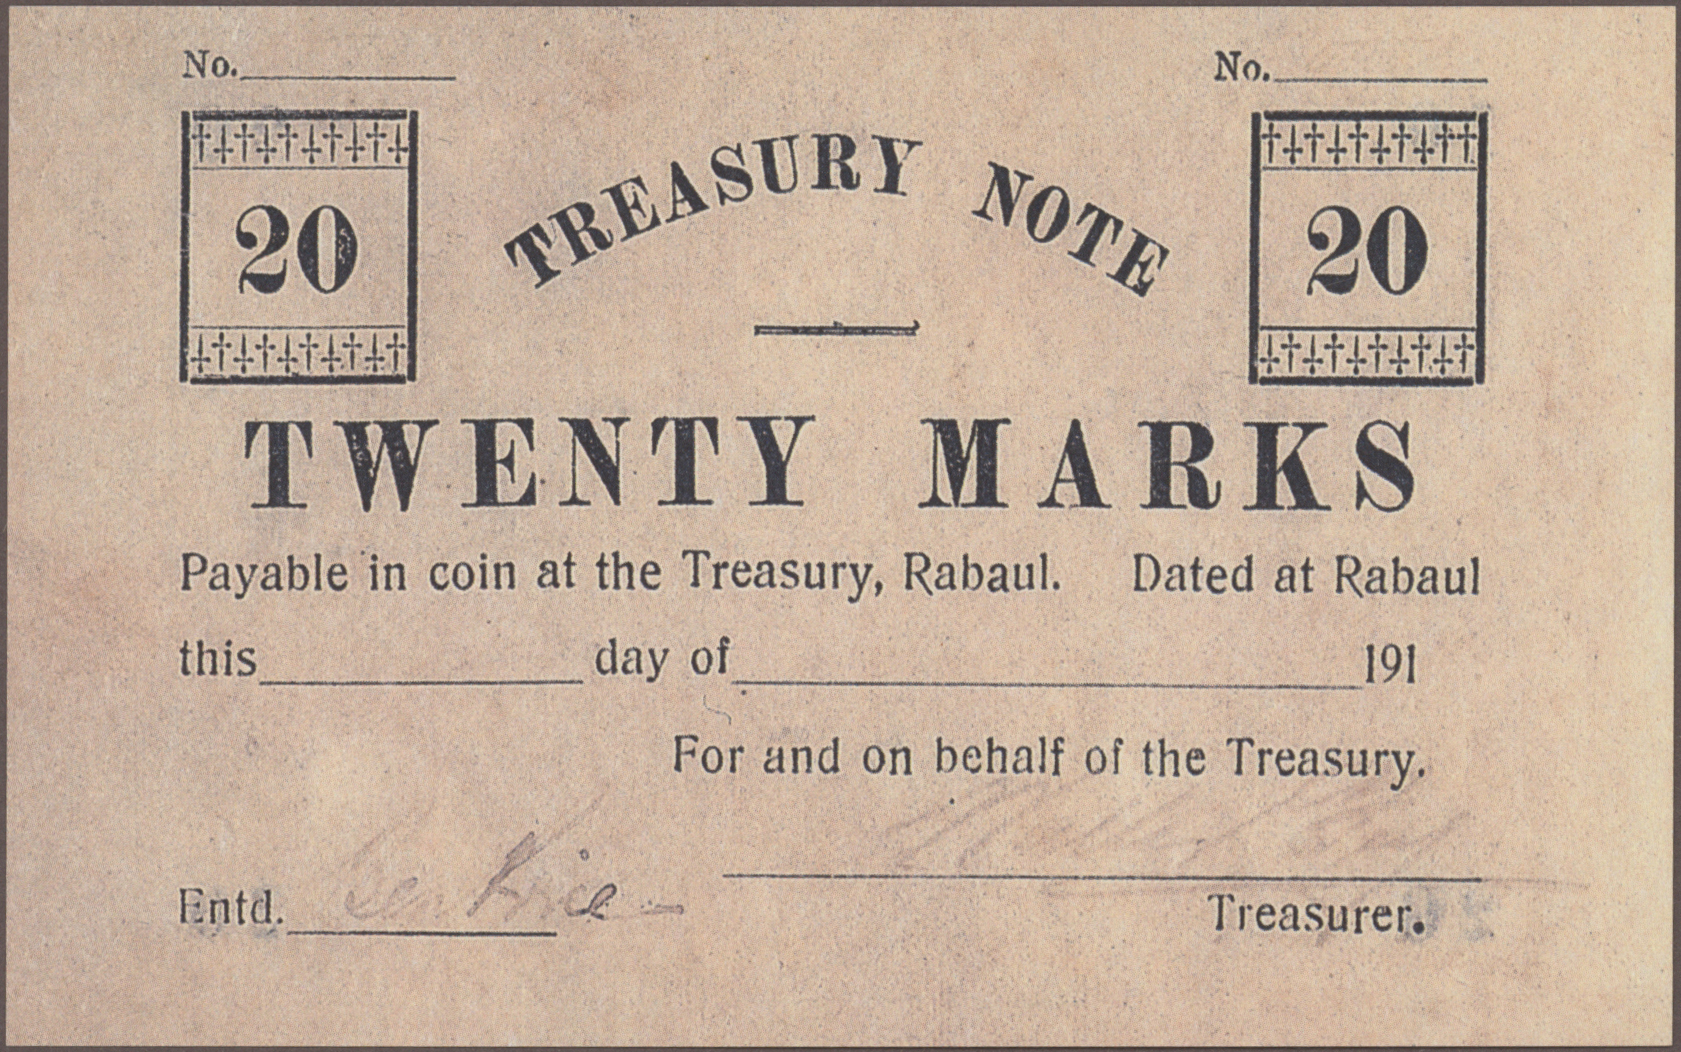 No. No.
20 TREASURY NOTE 20
TWENTY MARKS
Payable in coin at the Treasury, Rabaul. Dated at Rabaul
this day of 191
For and on behalf of the Treasury.
Entd.
Treasurer.